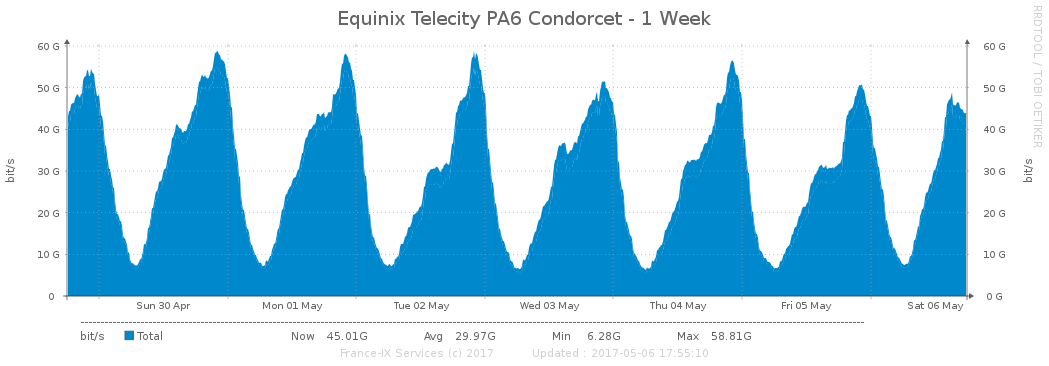 Equinix Telecity PA6 Condorcet - 1 Week
RRDTOOL / TOBI OETIKER
bit/s
60 G
50 G
40 G
30 G
20 G
10 G
0
60 G
50 G
40 G
30 G
20 G
10 G
0 G
bit/s
Sun 30 Apr Mon 01 May Tue 02 May Wed 03 May Thu 04 May Fri 05 May Sat 06 May
bit/s Total Now 45.01G Avg 29.97G Min 6.28G Max 58.81G
France-IX Services (c) 2017 Updated : 2017-05-06 17:55:10